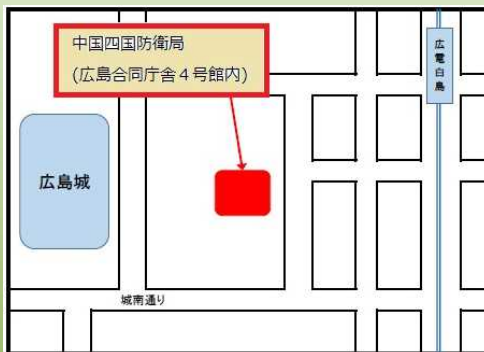 中国四国防衛局
(広島合同庁舎４号館内)
広電白島
広島城
城南通り